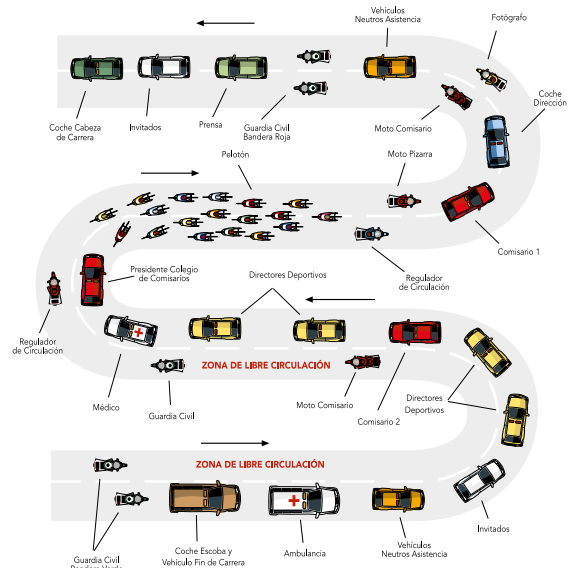 Vehículos
Neutros Asistencia
Fotógrafo
Coche
Dirección
Coche Cabeza
de Carrera
Invitados
Prensa
Guardia Civil
Bandera Roja
Moto Comisario
Pelotón
Moto Pizarra
Comisario 1
Regulador
de Circulación
Presidente Colegio
de Comisarios
Directores Deportivos
Regulador
de Circulación
ZONA DE LIBRE CIRCULACIÓN
Médico
Guardia Civil
Moto Comisario
Comisario 2
Directores
Deportivos
ZONA DE LIBRE CIRCULACIÓN
Invitados
Guardia Civil
Bandera Verde
Coche Escoba y
Vehículo Fin de Carrera
Ambulancia
Vehículos
Neutros Asistencia